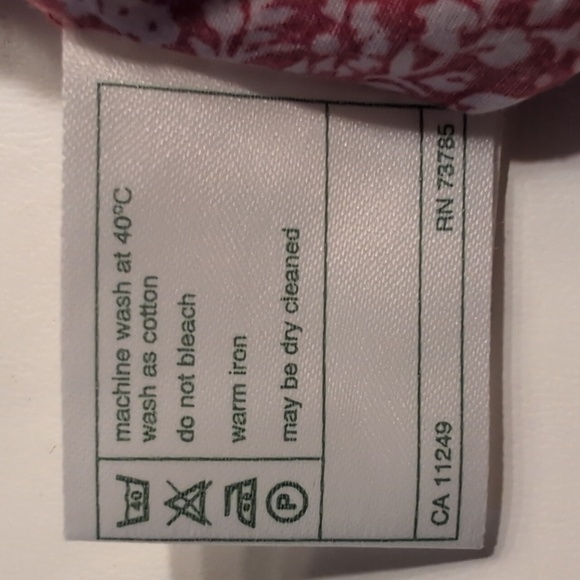 machine wash at 40°C
wash as cotton
do not bleach
warm iron
may be dry cleaned
40
P
CA 11249 RN 73785